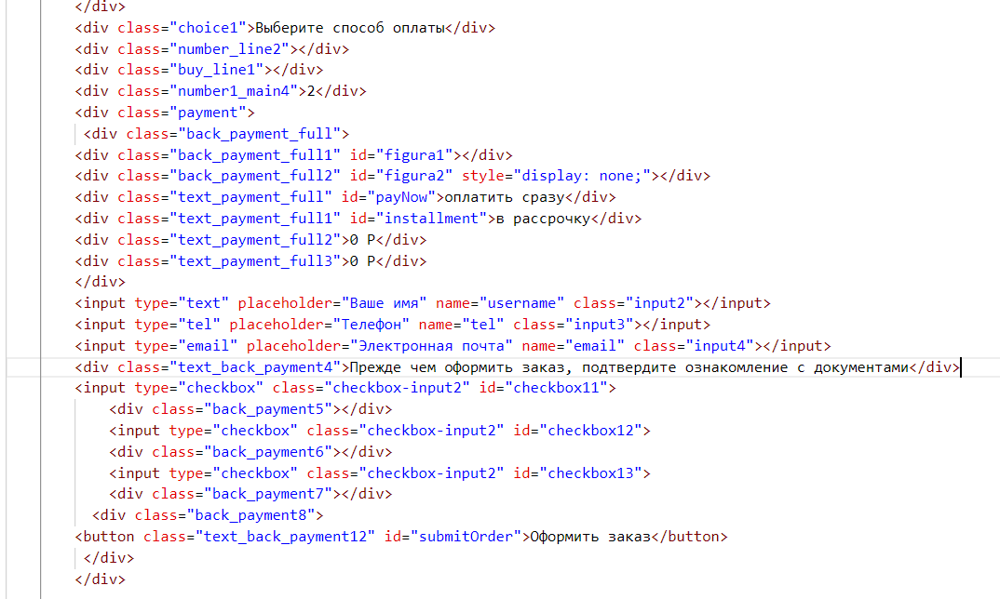 </div>
<div class="choice1">Выберите способ оплаты</div>
<div class="number_line2"></div>
<div class="buy_line1"></div>
<div class="number1_main4">2</div>
<div class="payment">
<div class="back_payment_full">
<div class="back_payment_full1" id="figura1"></div>
<div class="back_payment_full2" id="figura2" style="display: none;"></div>
<div class="text_payment_full" id="payNow">оплатить сразу</div>
<div class="text_payment_full1" id="installment">в рассрочку</div>
<div class="text_payment_full2">0 Р</div>
<div class="text_payment_full3">0 Р</div>
</div>
<input type="text" placeholder="Ваше имя" name="username" class="input2"></input>
<input type="tel" placeholder="Телефон" name="tel" class="input3"></input>
<input type="email" placeholder="Электронная почта" name="email" class="input4"></input>
<div class="text_back_payment4">Прежде чем оформить заказ, подтвердите ознакомление с документами</div>
<input type="checkbox" class="checkbox-input2" id="checkbox11">
<div class="back_payment5"></div>
<input type="checkbox" class="checkbox-input2" id="checkbox12">
<div class="back_payment6"></div>
<input type="checkbox" class="checkbox-input2" id="checkbox13">
<div class="back_payment7"></div>
<div class="back_payment8">
<button class="text_back_payment12" id="submitOrder">Оформить заказ</button>
</div>
</div>